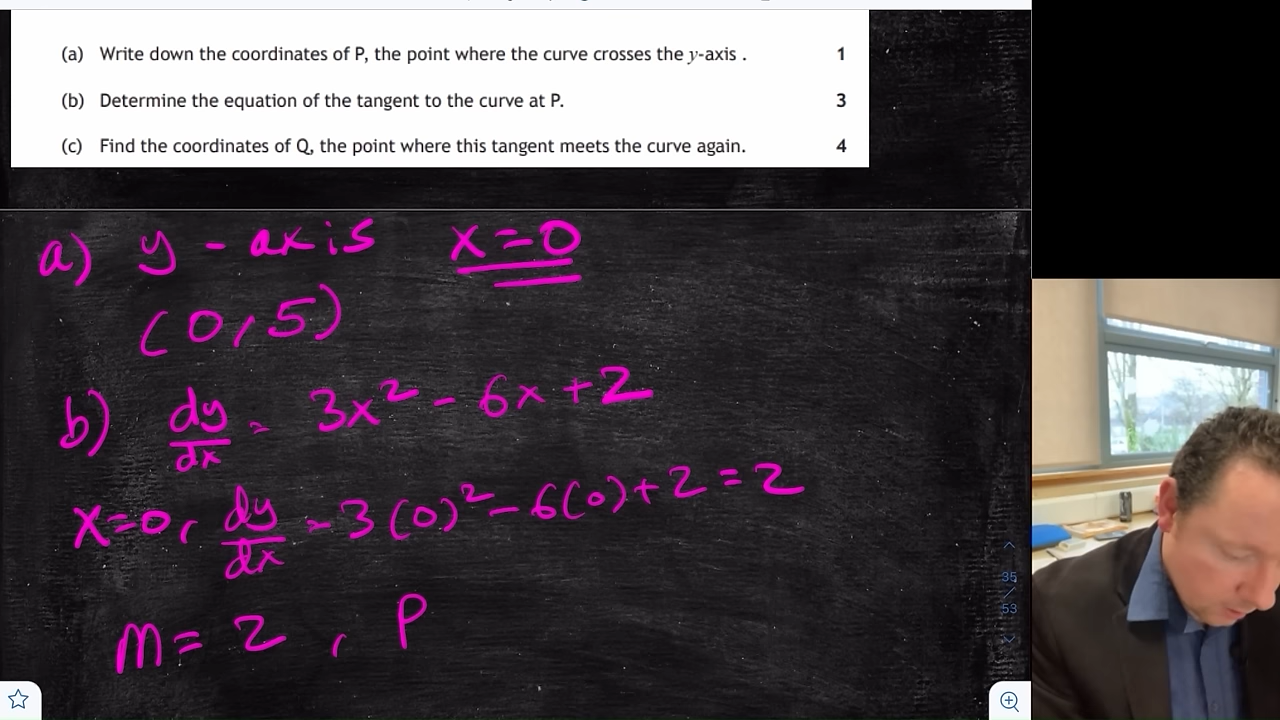 (a) Write down the coordinates of P, the point where the curve crosses the y-axis . 1
(b) Determine the equation of the tangent to the curve at P. 3
(c) Find the coordinates of Q, the point where this tangent meets the curve again. 4
a) y - axis x=0
(0,5)
b) dy/dx = 3x² - 6x + 2
x=0, dy/dx = 3(0)² - 6(0) + 2 = 2
m = 2 , P
35
/
53